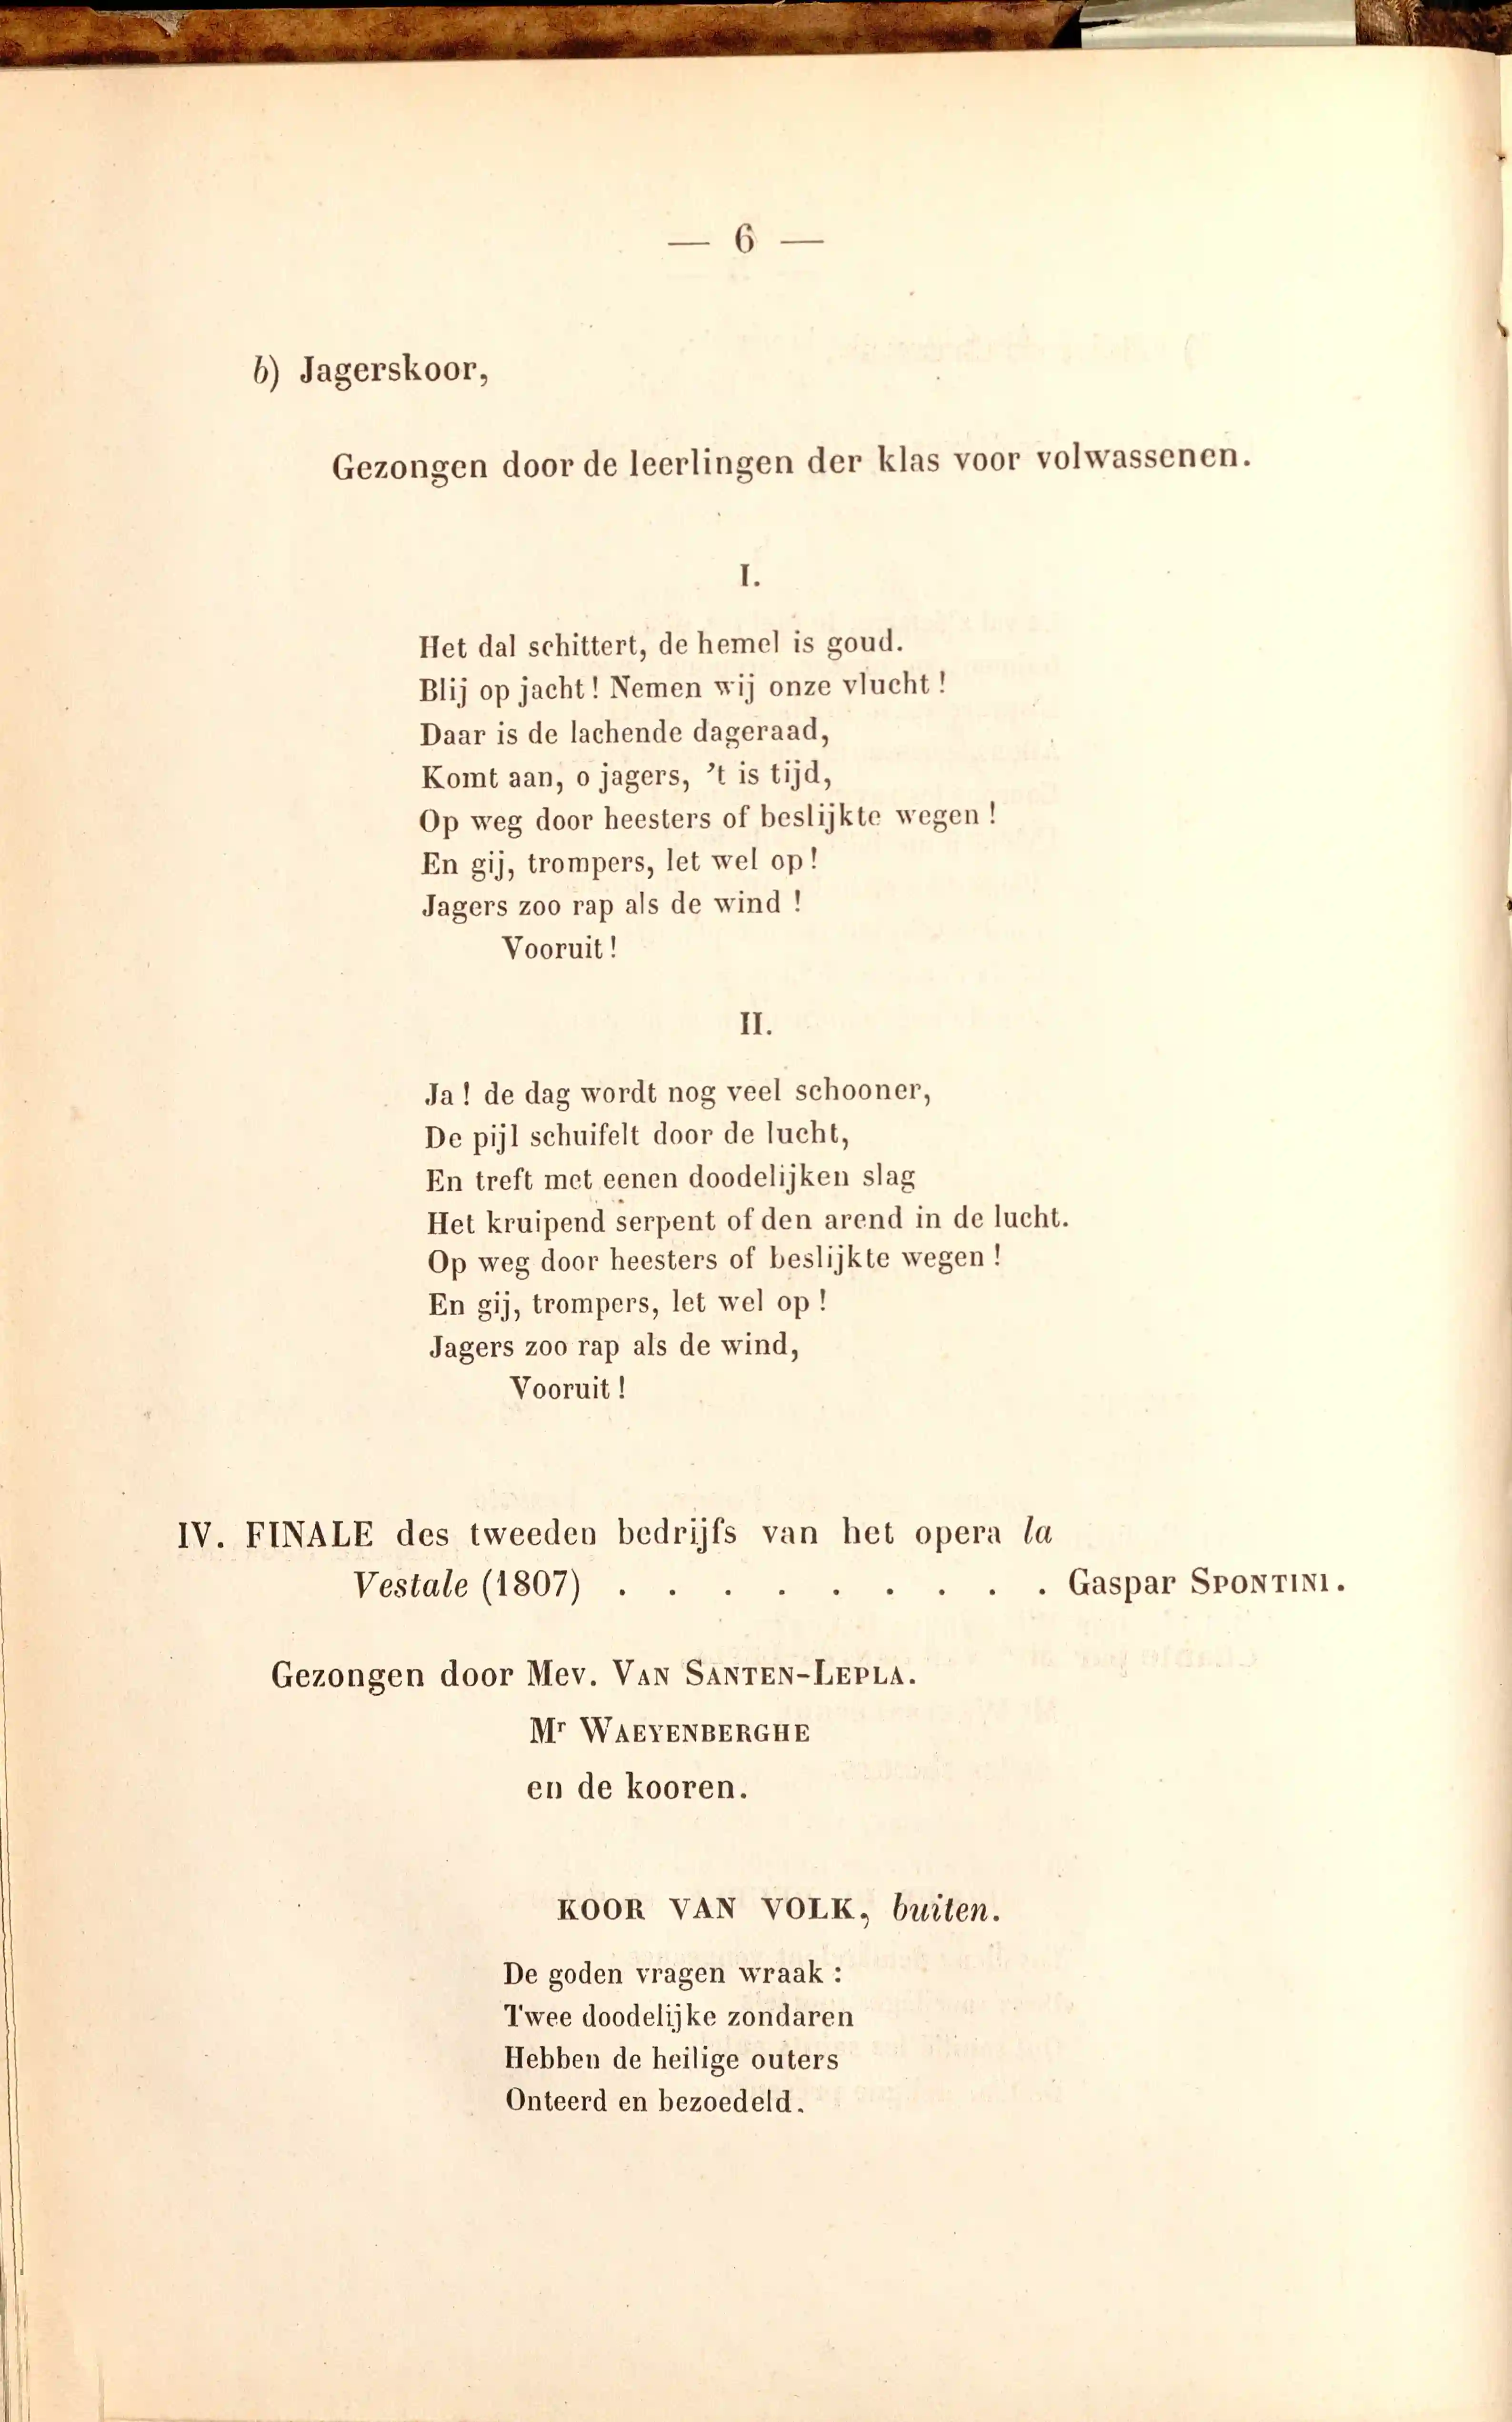 — 6 —
b) Jagerskoor,
Gezongen door de leerlingen der klas voor volwassenen.
I.
Het dal schittert, de hemel is goud.
Blij op jacht ! Nemen wij onze vlucht !
Daar is de lachende dageraad,
Komt aan, o jagers, 't is tijd,
Op weg door heesters of beslijkte wegen !
En gij, trompers, let wel op !
Jagers zoo rap als de wind !
Vooruit !
II.
Ja ! de dag wordt nog veel schooner,
De pijl schuifelt door de lucht,
En treft met eenen doodelijken slag
Het kruipend serpent of den arend in de lucht.
Op weg door heesters of beslijkte wegen !
En gij, trompers, let wel op !
Jagers zoo rap als de wind,
Vooruit !
IV. FINALE des tweeden bedrijfs van het opera la
Vestale (1807) . . . . . . . . . Gaspar SPONTINI.
Gezongen door Mev. VAN SANTEN-LEPLA.
Mr WAEYENBERGHE
en de kooren.
KOOR VAN VOLK, buiten.
De goden vragen wraak :
Twee doodelijke zondaren
Hebben de heilige outers
Onteerd en bezoedeld.